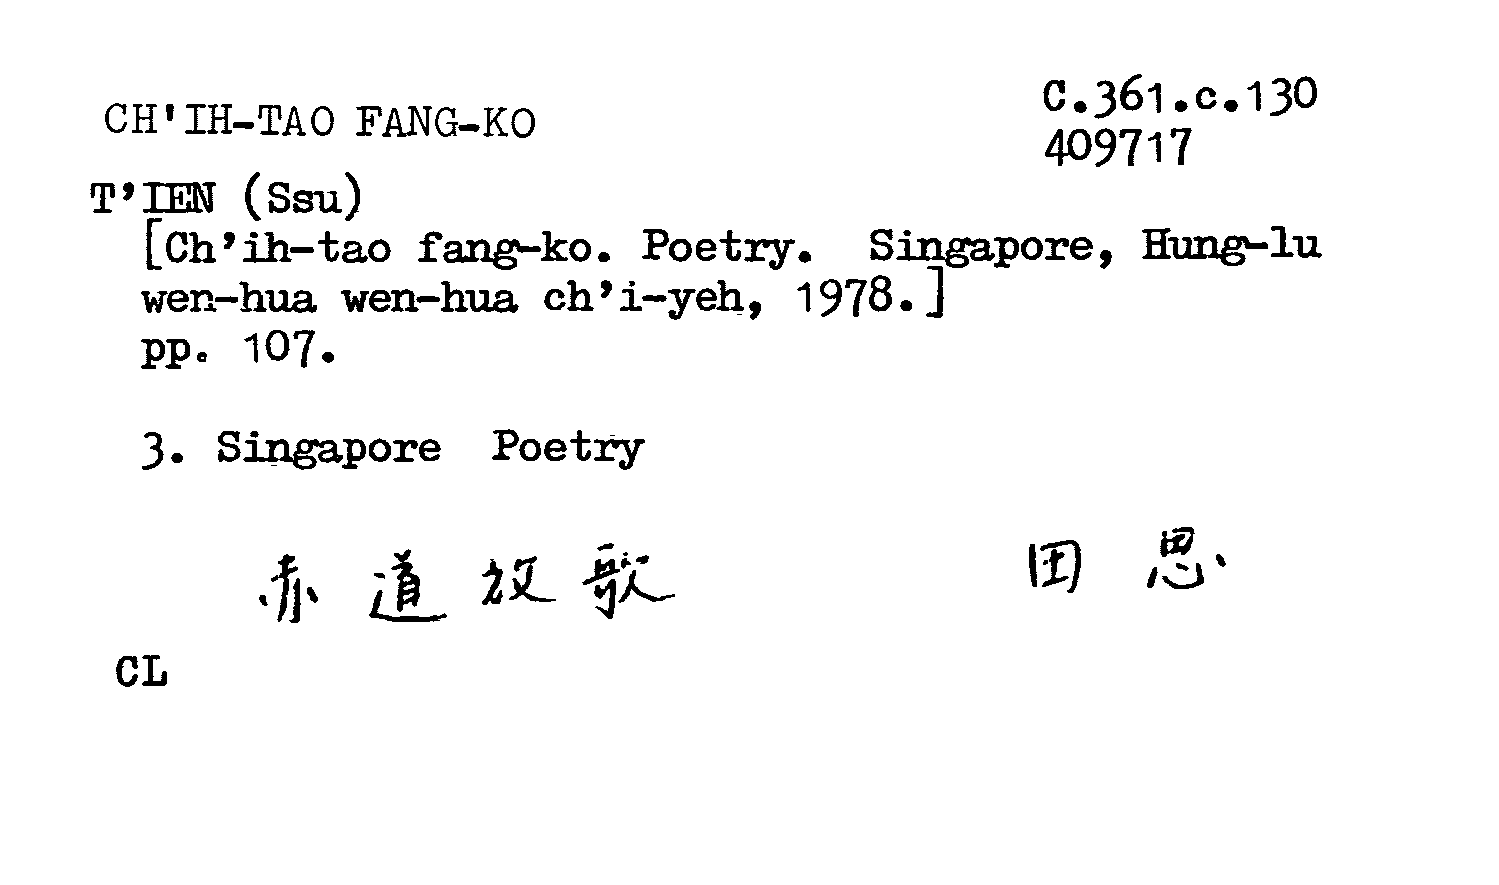 CH'IH-TAO FANG-KO
C.361.c.130
409717
T'IEN (Ssu)
[Ch'ih-tao fang-ko. Poetry. Singapore, Hung-lu
wen-hua wen-hua ch'i-yeh, 1978.]
pp. 107.
3. Singapore Poetry
赤道放歌 田思
CL